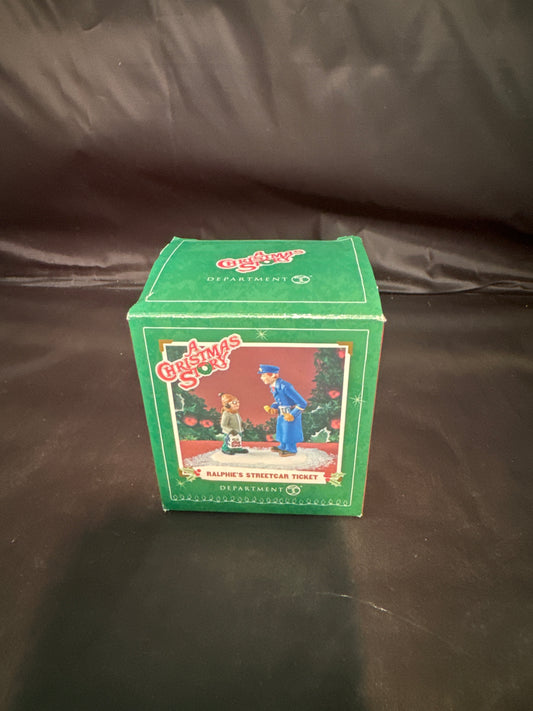 A
CHRISTMAS
STORY
DEPARTMENT 56
A
CHRISTMAS
STORY
RALPHIE'S STREETCAR TICKET
DEPARTMENT 56